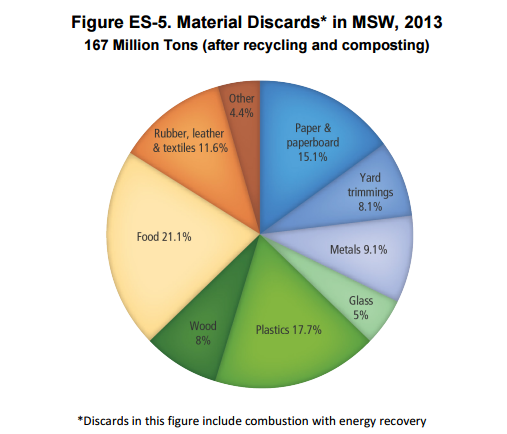 Figure ES-5. Material Discards* in MSW, 2013
167 Million Tons (after recycling and composting)
Other
4.4%
Paper &
paperboard
15.1%
Rubber, leather
& textiles 11.6%
Yard
trimmings
8.1%
Food 21.1%
Metals 9.1%
Glass
5%
Wood
8%
Plastics 17.7%
*Discards in this figure include combustion with energy recovery